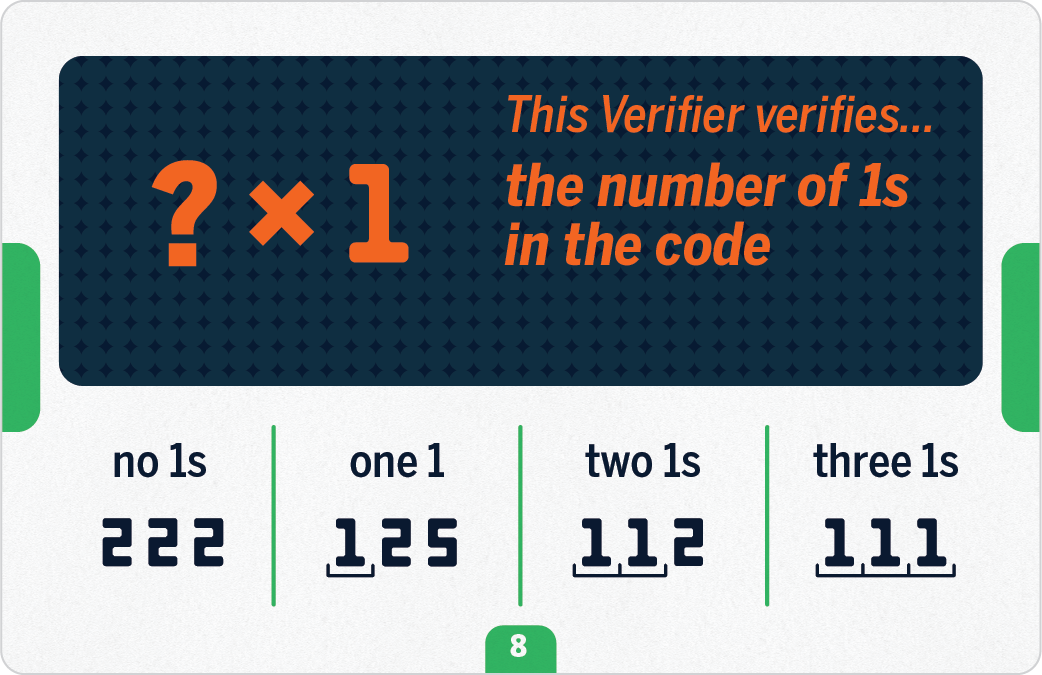 ? × 1
This Verifier verifies...
the number of 1s
in the code
no 1s
one 1
two 1s
three 1s
222
125
112
111
8